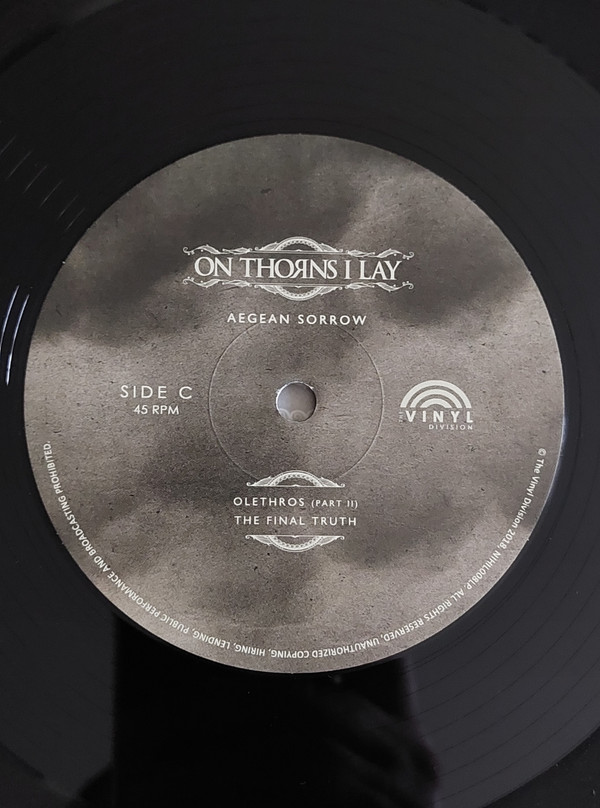 ON THOЯNS I LAY
AEGEAN SORROW
SIDE C
45 RPM
THE
VINYL
DIVISION
OLETHROS (PART II)
THE FINAL TRUTH
© The Vinyl Division 2018. NIHIL008LP. ALL RIGHTS RESERVED. UNAUTHORIZED COPYING, HIRING, LENDING, PUBLIC PERFORMANCE AND BROADCASTING PROHIBITED.